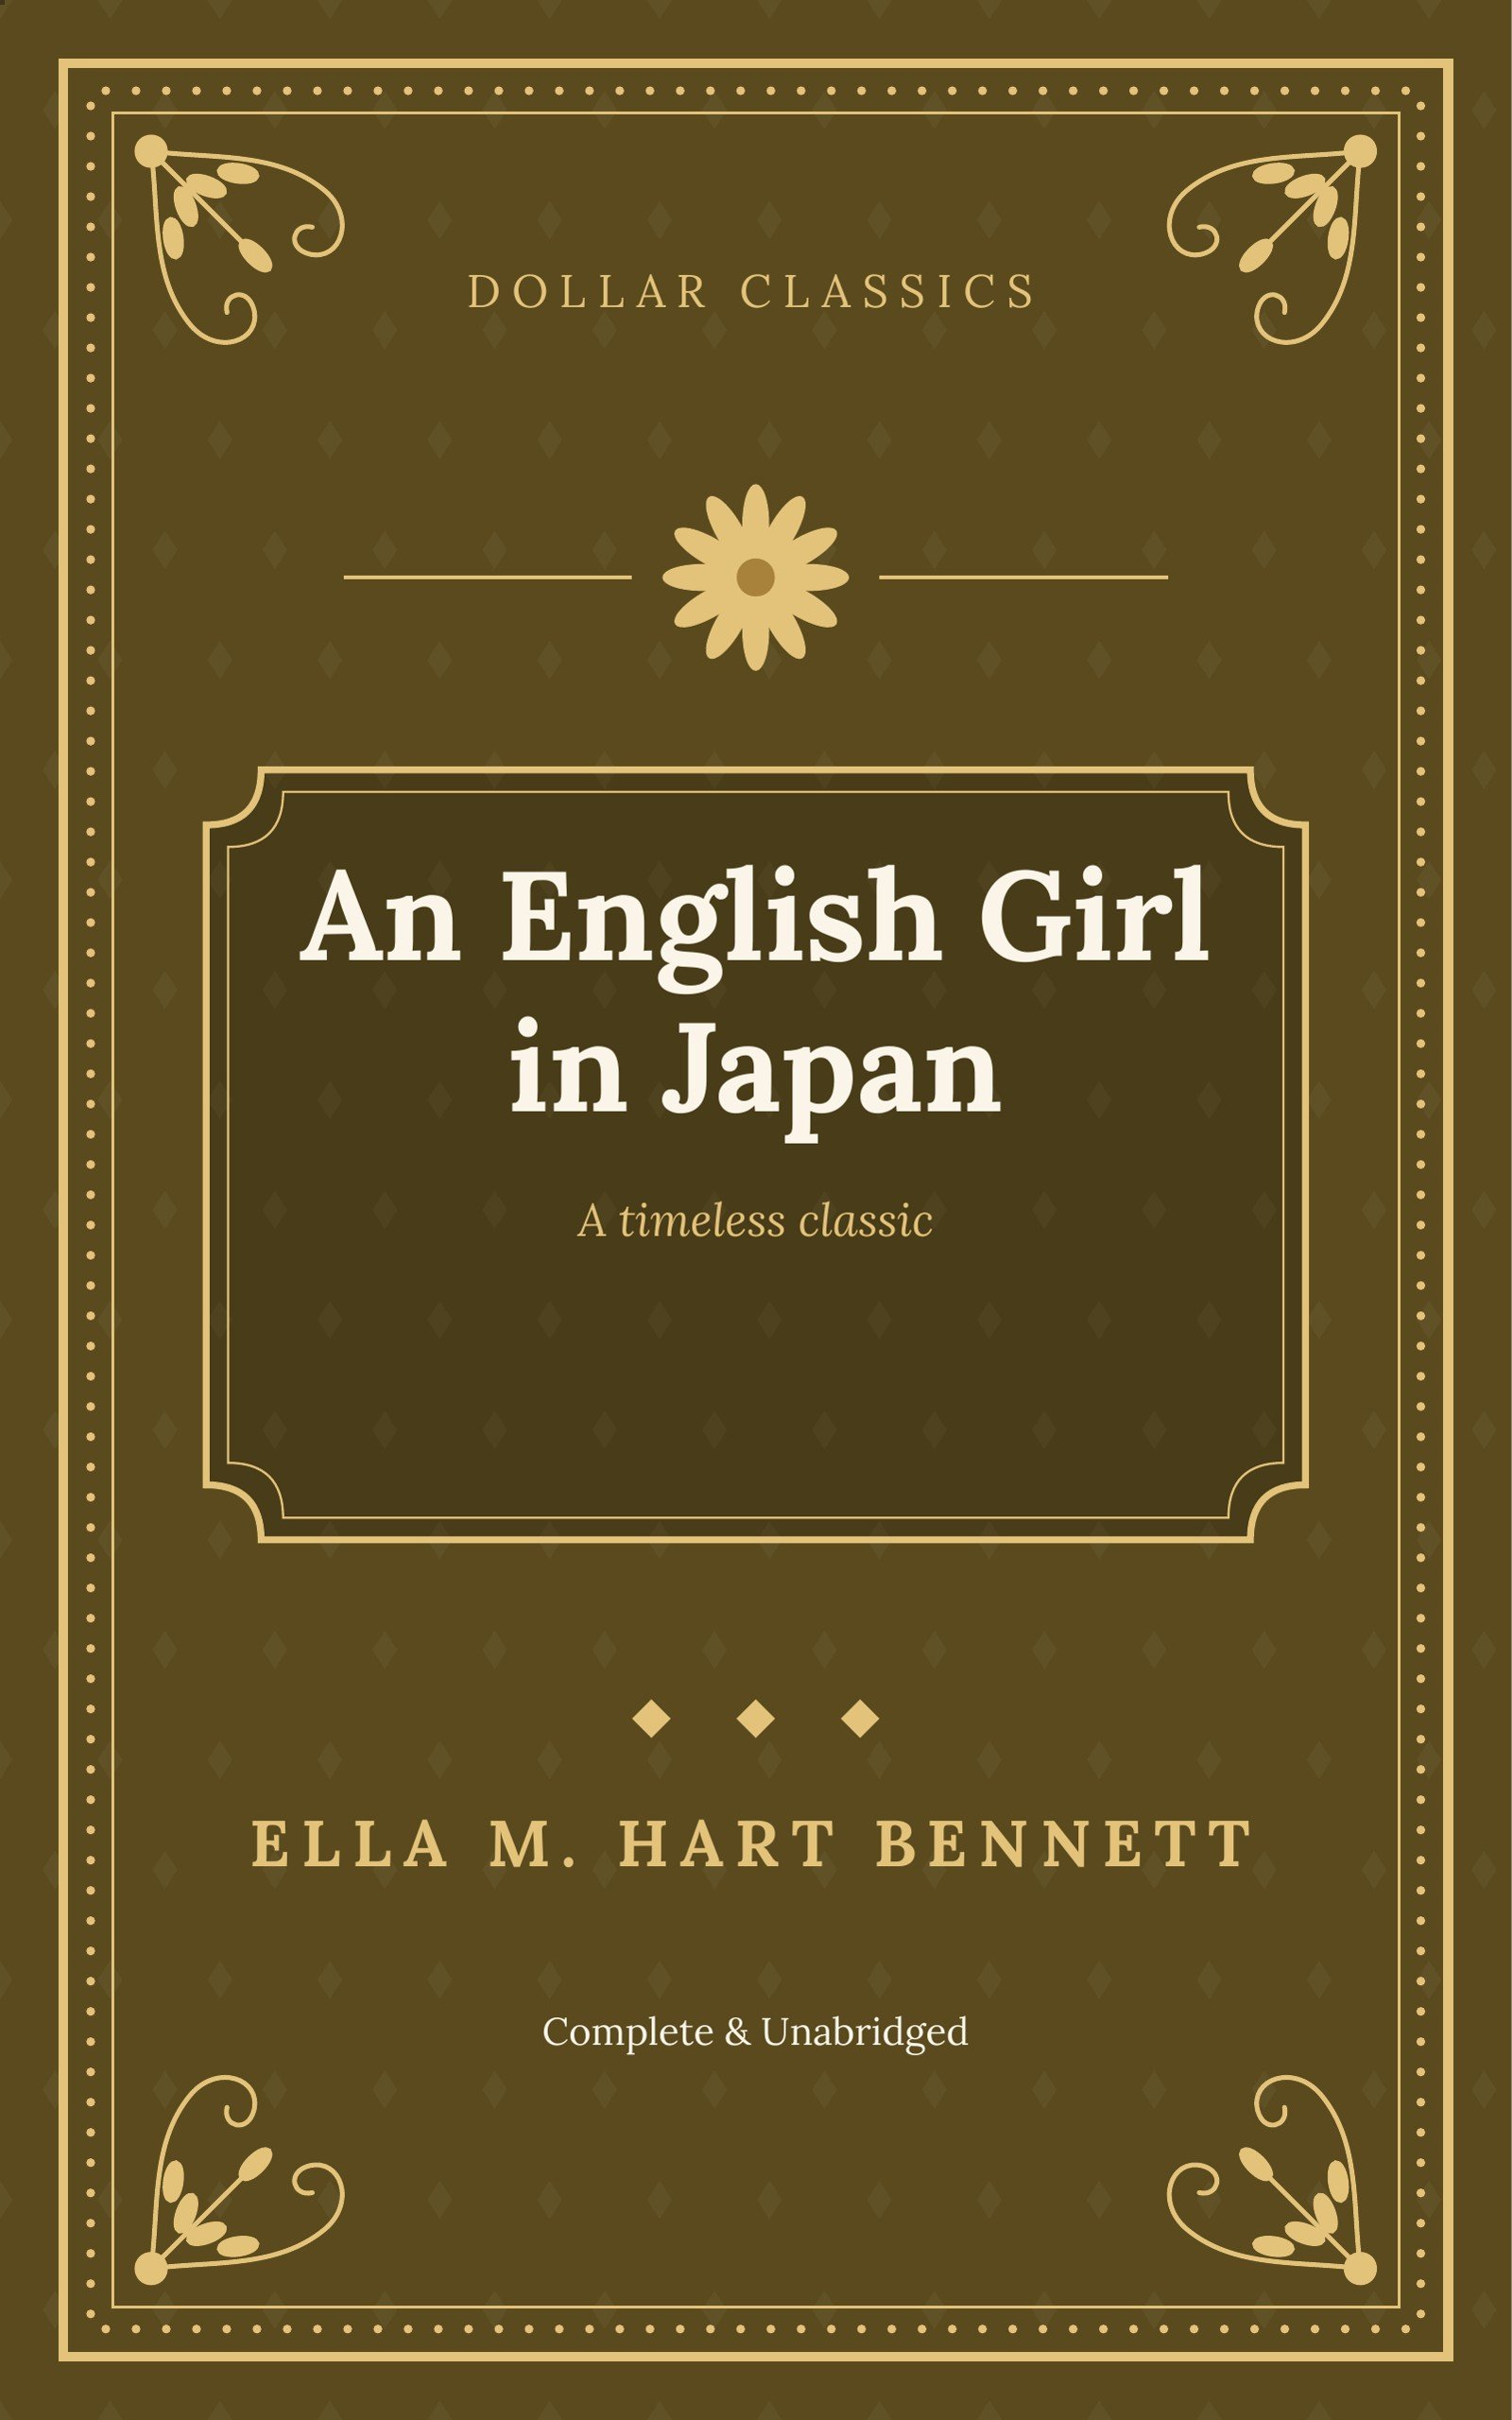 DOLLAR CLASSICS
An English Girl
in Japan
A timeless classic
ELLA M. HART BENNETT
Complete & Unabridged